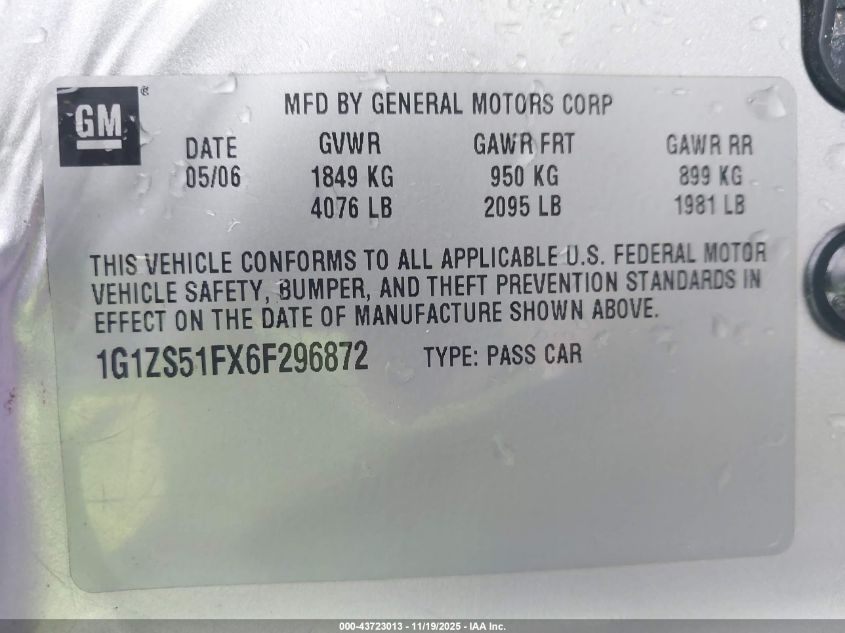 GM®
MFD BY GENERAL MOTORS CORP
DATE GVWR GAWR FRT GAWR RR
05/06 1849 KG 950 KG 899 KG
4076 LB 2095 LB 1981 LB
THIS VEHICLE CONFORMS TO ALL APPLICABLE U.S. FEDERAL MOTOR
VEHICLE SAFETY, BUMPER, AND THEFT PREVENTION STANDARDS IN
EFFECT ON THE DATE OF MANUFACTURE SHOWN ABOVE.
1G1ZS51FX6F296872 TYPE: PASS CAR
000-43723013 - 11/19/2025 - IAA Inc.